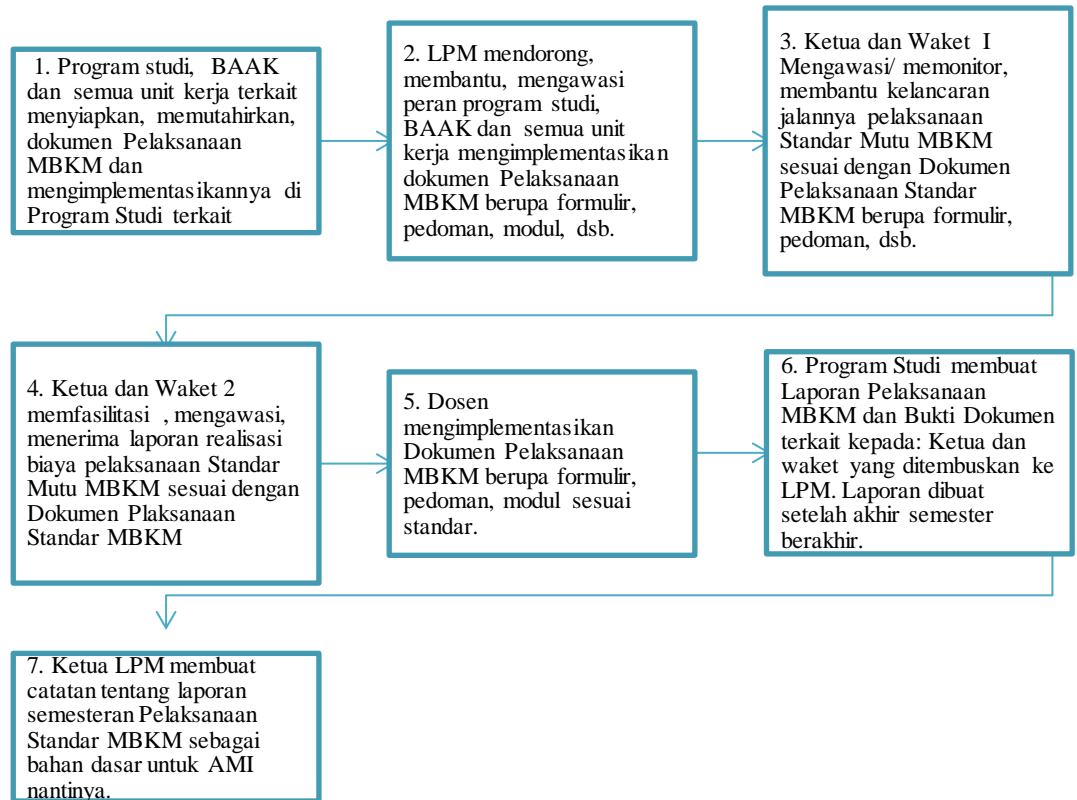 1. Program studi, BAAK
dan semua unit kerja terkait
menyiapkan, memutahirkan,
dokumen Pelaksanaan
MBKM dan
mengimplementasikannya di
Program Studi terkait
2. LPM mendorong,
membantu, mengawasi
peran program studi,
BAAK dan semua unit
kerja mengimplementasikan
dokumen Pelaksanaan
MBKM berupa formulir,
pedoman, modul, dsb.
3. Ketua dan Waket I
Mengawasi/ memonitor,
membantu kelancaran
jalannya pelaksanaan
Standar Mutu MBKM
sesuai dengan Dokumen
Pelaksanaan Standar
MBKM berupa formulir,
pedoman, dsb.
4. Ketua dan Waket 2
memfasilitasi , mengawasi,
menerima laporan realisasi
biaya pelaksanaan Standar
Mutu MBKM sesuai dengan
Dokumen Plaksanaan
Standar MBKM
5. Dosen
mengimplementasikan
Dokumen Pelaksanaan
MBKM berupa formulir,
pedoman, modul sesuai
standar.
6. Program Studi membuat
Laporan Pelaksanaan
MBKM dan Bukti Dokumen
terkait kepada: Ketua dan
waket yang ditembuskan ke
LPM. Laporan dibuat
setelah akhir semester
berakhir.
7. Ketua LPM membuat
catatan tentang laporan
semesteran Pelaksanaan
Standar MBKM sebagai
bahan dasar untuk AMI
nantinya.